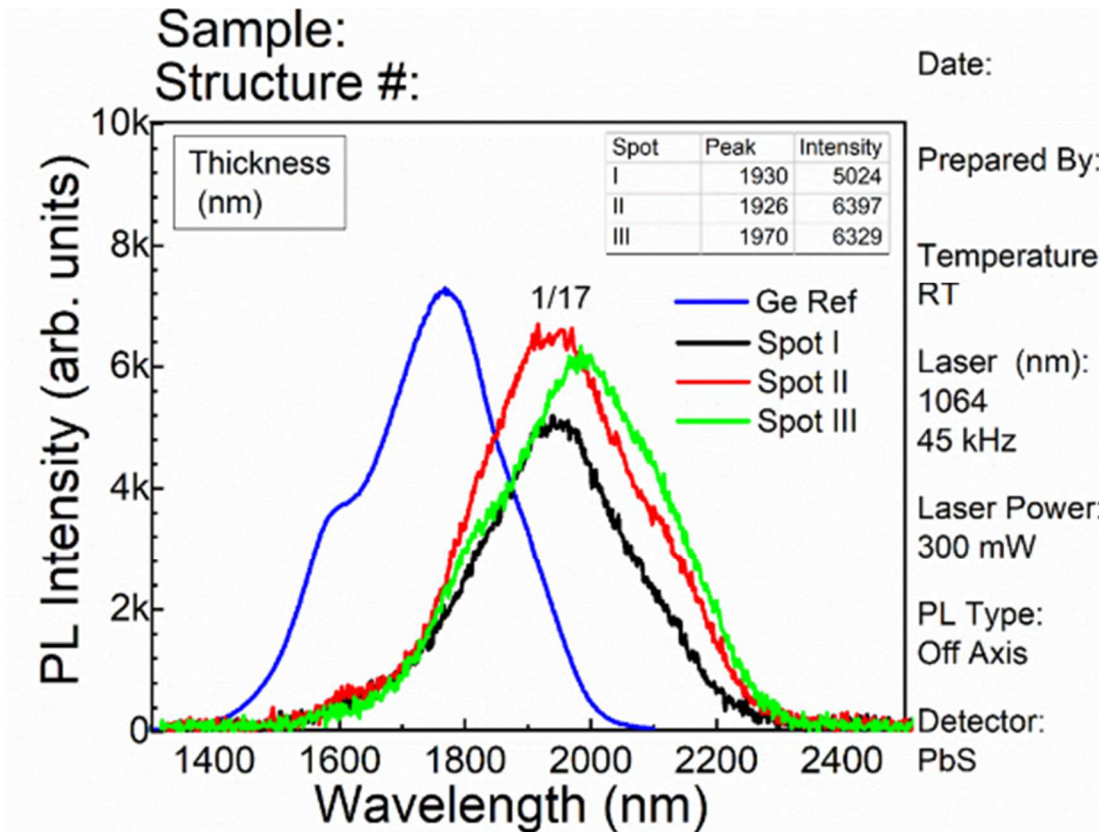 Sample:
Structure #:
Date:
Prepared By:
Temperature
RT
Laser (nm):
1064
45 kHz
Laser Power:
300 mW
PL Type:
Off Axis
Detector:
PbS
Thickness
(nm)
Spot Peak Intensity
I 1930 5024
II 1926 6397
III 1970 6329
1/17
Ge Ref
Spot I
Spot II
Spot III
PL Intensity (arb. units)
10k
8k
6k
4k
2k
0
1400 1600 1800 2000 2200 2400
Wavelength (nm)